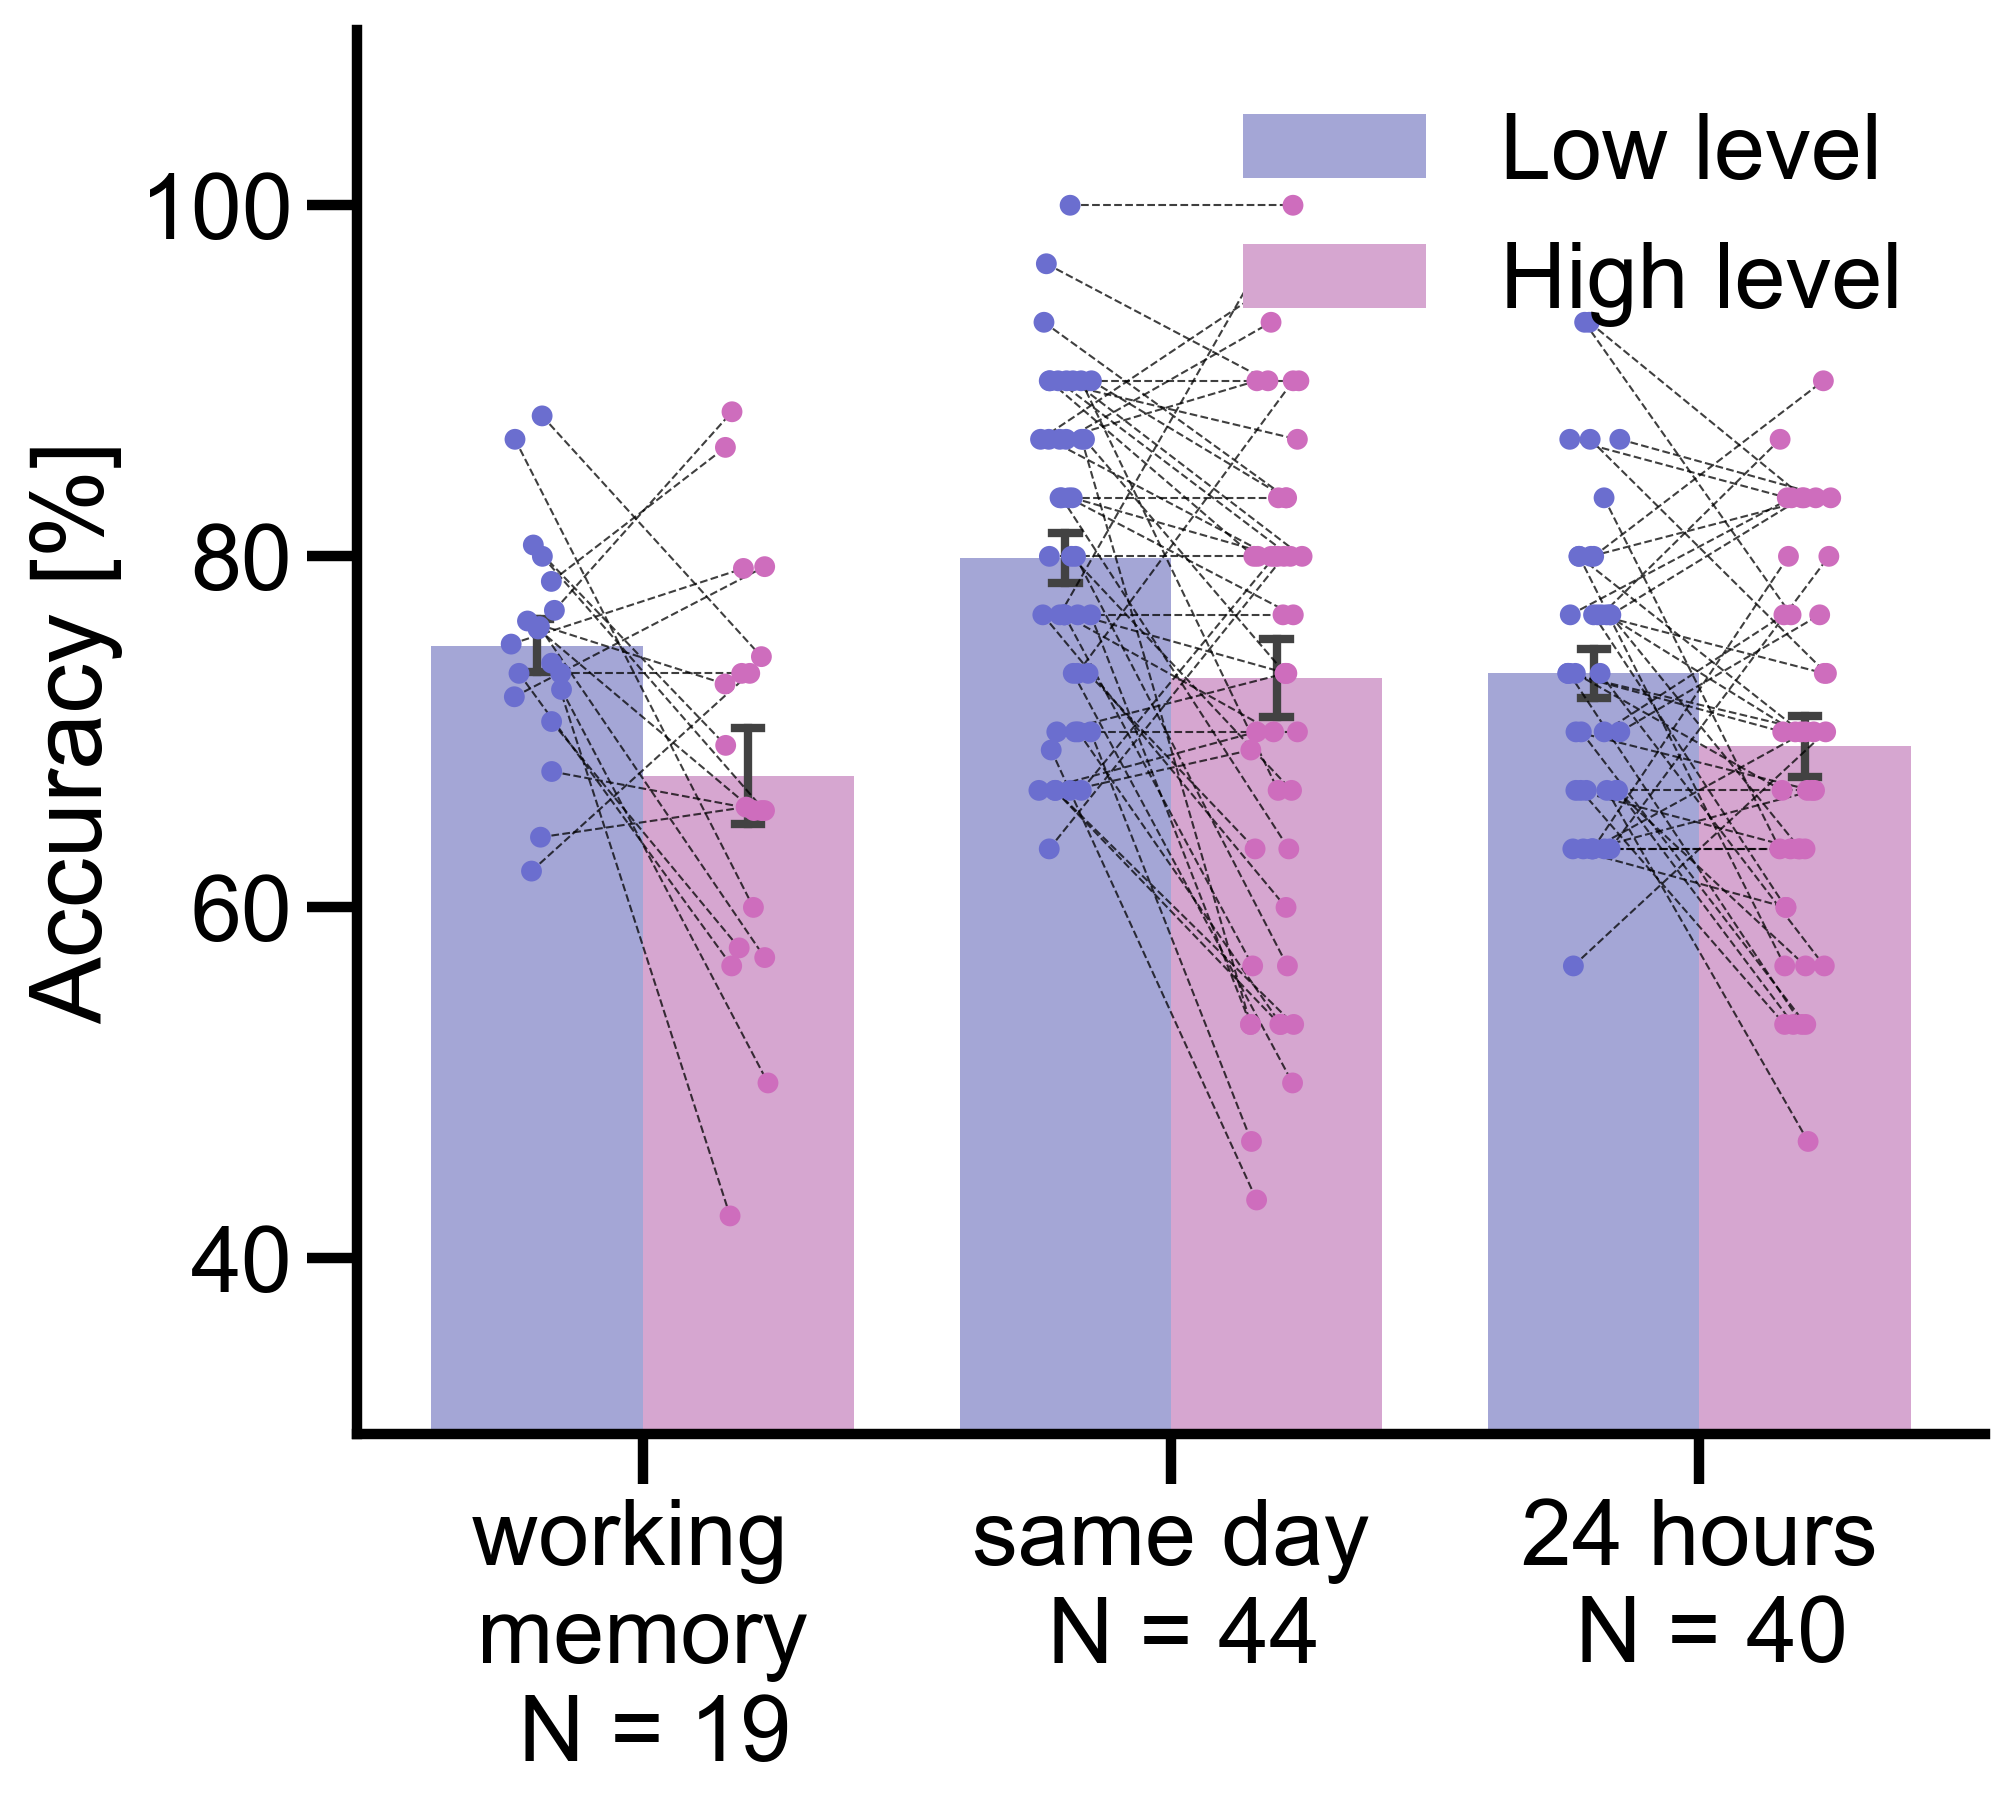 Accuracy [%]
100
80
60
40
Low level
High level
working
memory
N = 19
same day
N = 44
24 hours
N = 40